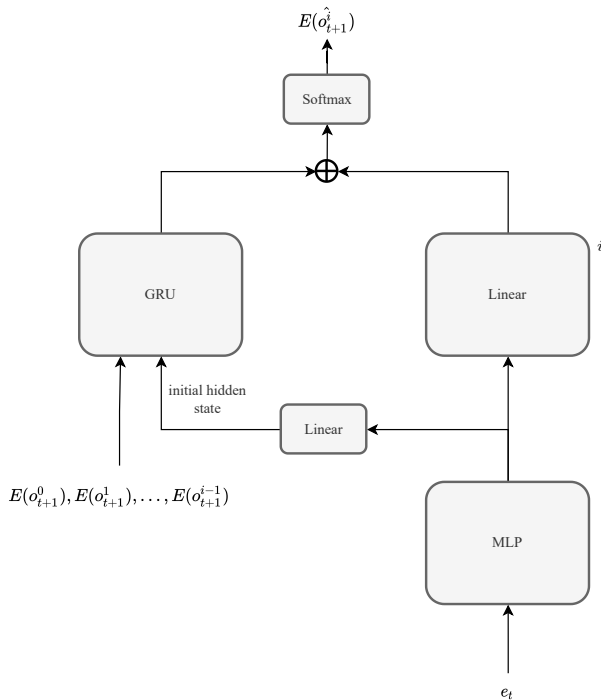 E(ô^i_{t+1})
Softmax
GRU
Linear
i
initial hidden
state
Linear
E(o^0_{t+1}), E(o^1_{t+1}), ..., E(o^{i-1}_{t+1})
MLP
e_t